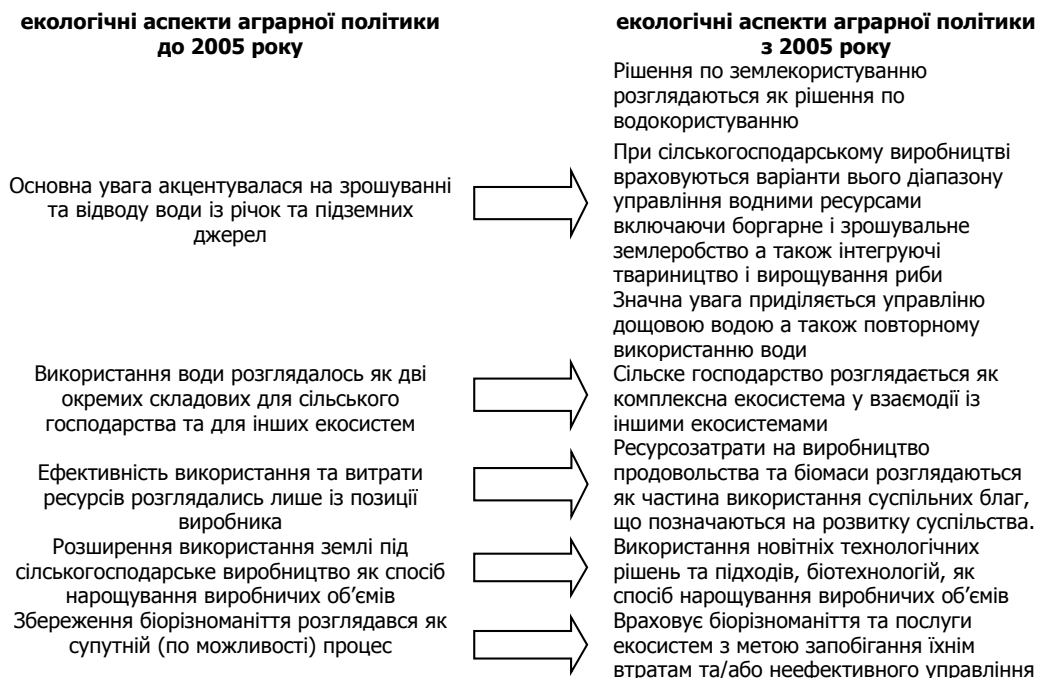 екологічні аспекти аграрної політики
до 2005 року
екологічні аспекти аграрної політики
з 2005 року
Рішення по землекористуванню
розглядаються як рішення по
водокористуванню
Основна увага акцентувалася на зрошуванні
та відводу води із річок та підземних
джерел
При сілськогосподарському виробництві
враховуються варіанти вього діапазону
управління водними ресурсами
включаючи боргарне і зрошувальне
землеробство а також інтегруючі
твариництво і вирощування риби
Значна увага приділяється управліню
дощовою водою а також повторному
використанню води
Використання води розглядалось як дві
окремих складових для сільського
господарства та для інших екосистем
Сільске господарство розглядається як
комплексна екосистема у взаємодії із
іншими екосистемами
Ефективність використання та витрати
ресурсів розглядались лише із позиції
виробника
Ресурсозатрати на виробництво
продовольства та біомаси розглядаються
як частина використання суспільних благ,
що позначаються на розвитку суспільства.
Розширення використання землі під
сілськогосподарське виробництво як спосіб
нарощування виробничих об’ємів
Використання новітніх технологічних
рішень та підходів, біотехнологій, як
спосіб нарощування виробничих об’ємів
Збереження біорізноманіття розглядався як
супутній (по можливості) процес
Враховує біорізноманіття та послуги
екосистем з метою запобігання їхнім
втратам та/або неефективного управління